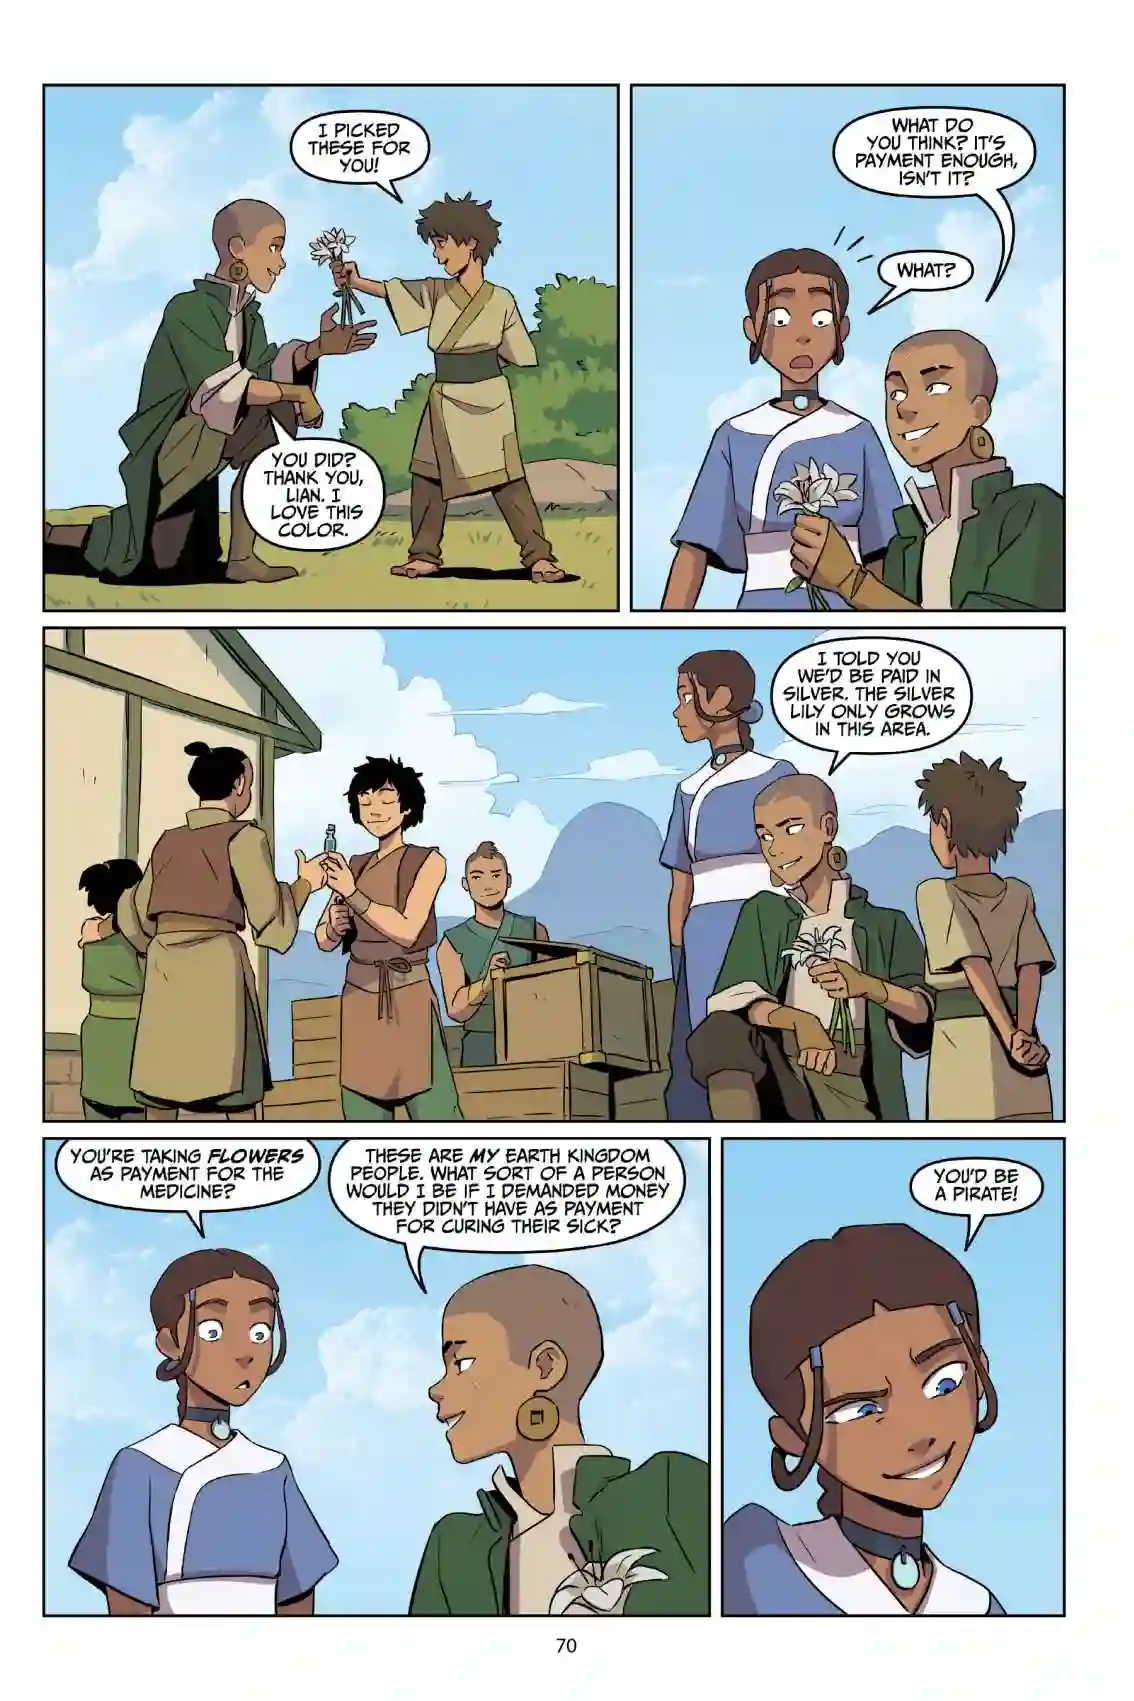 I PICKED
THESE FOR
YOU!
YOU DID?
THANK YOU,
LIAN. I
LOVE THIS
COLOR.
WHAT DO
YOU THINK? IT'S
PAYMENT ENOUGH,
ISN'T IT?
WHAT?
I TOLD YOU
WE'D BE PAID IN
SILVER. THE SILVER
LILY ONLY GROWS
IN THIS AREA.
YOU'RE TAKING FLOWERS
AS PAYMENT FOR THE
MEDICINE?
THESE ARE MY EARTH KINGDOM
PEOPLE. WHAT SORT OF A PERSON
WOULD I BE IF I DEMANDED MONEY
THEY DIDN'T HAVE AS PAYMENT
FOR CURING THEIR SICK?
YOU'D BE
A PIRATE!
70